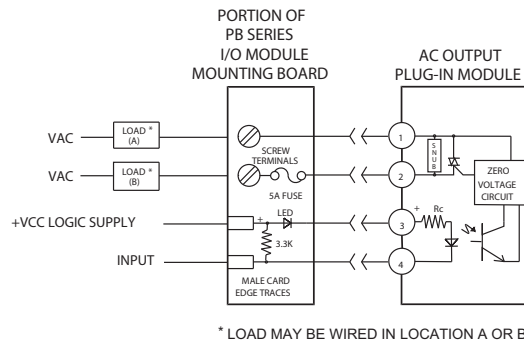 PORTION OF
PB SERIES
I/O MODULE
MOUNTING BOARD
AC OUTPUT
PLUG-IN MODULE
VAC
LOAD *
(A)
SCREW
TERMINALS
1
SNUB
ZERO
VOLTAGE
CIRCUIT
VAC
LOAD *
(B)
5A FUSE
2
+VCC LOGIC SUPPLY
+
LED
3
+
Rc
3.3K
INPUT
4
MALE CARD
EDGE TRACES
* LOAD MAY BE WIRED IN LOCATION A OR B